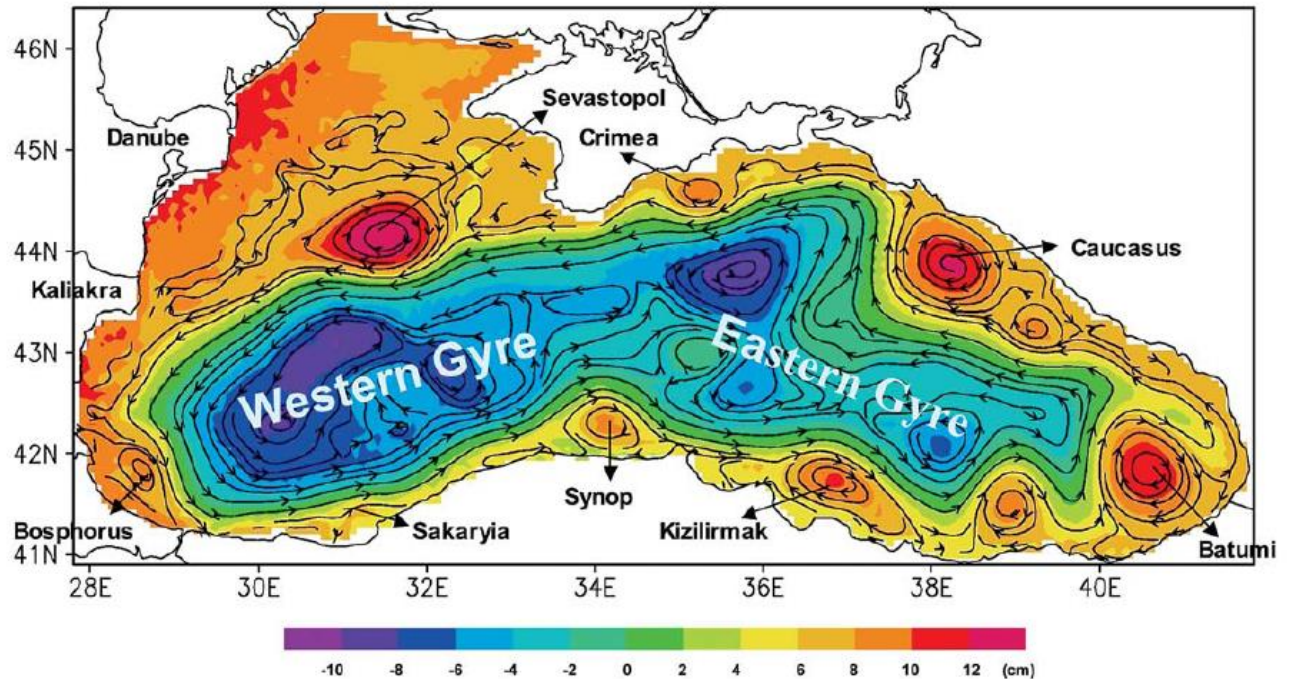 46N
Sevastopol
Danube
Crimea
45N
44N
Caucasus
Kaliakra
43N
Western Gyre
Eastern Gyre
42N
Synop
Bosphorus
Sakaryia
Kizilirmak
Batumi
41N
28E 30E 32E 34E 36E 38E 40E
-10 -8 -6 -4 -2 0 2 4 6 8 10 12 (cm)